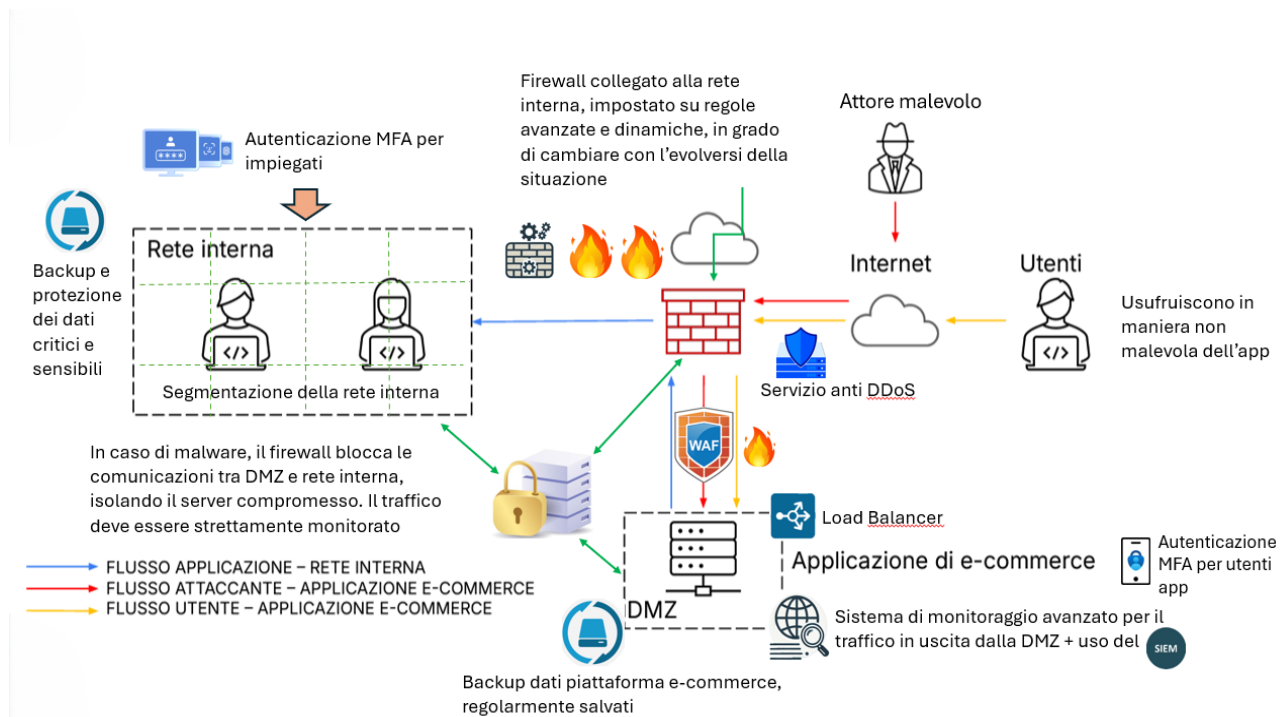 Firewall collegato alla rete
interna, impostato su regole
avanzate e dinamiche, in grado
di cambiare con l'evolversi della
situazione
Attore malevolo
Autenticazione MFA per
impiegati
Backup e
protezione
dei dati
critici e
sensibili
Rete interna
Segmentazione della rete interna
Internet
Utenti
Usufruiscono in
maniera non
malevola dell'app
Servizio anti DDoS
WAF
In caso di malware, il firewall blocca le
comunicazioni tra DMZ e rete interna,
isolando il server compromesso. Il traffico
deve essere strettamente monitorato
FLUSSO APPLICAZIONE – RETE INTERNA
FLUSSO ATTACCANTE – APPLICAZIONE E-COMMERCE
FLUSSO UTENTE – APPLICAZIONE E-COMMERCE
Load Balancer
Applicazione di e-commerce
Autenticazione
MFA per utenti
app
DMZ
Sistema di monitoraggio avanzato per il
traffico in uscita dalla DMZ + uso del
SIEM
Backup dati piattaforma e-commerce,
regolarmente salvati